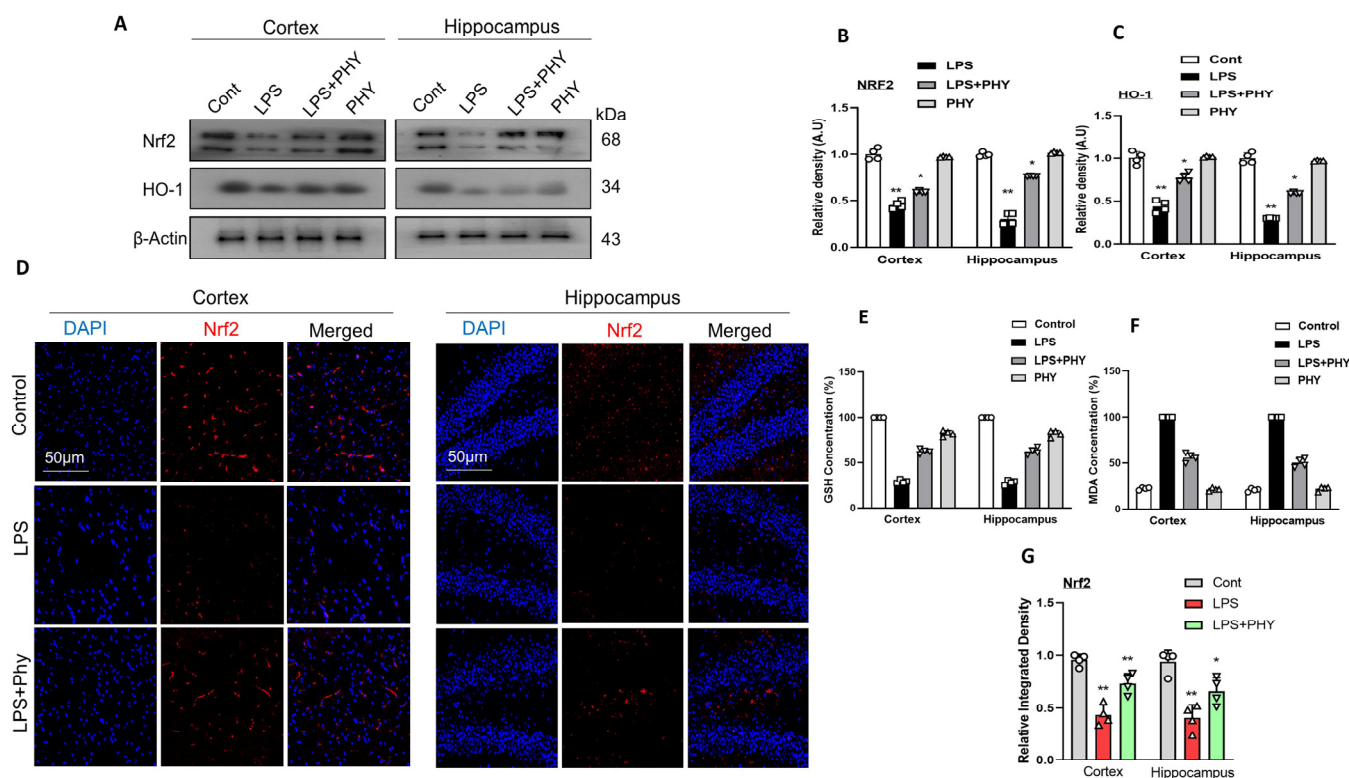 A
Cortex
Hippocampus
Cont LPS LPS+PHY PHY
Cont LPS LPS+PHY PHY
kDa
Nrf2
68
HO-1
34
β-Actin
43
B
LPS
LPS+PHY
PHY
NRF2
Relative density (A.U)
1.5
1.0
0.5
0.0
** * ** *
Cortex Hippocampus
C
Cont
LPS
LPS+PHY
PHY
HO-1
Relative density (A.U)
1.5
1.0
0.5
0.0
** * ** *
Cortex Hippocampus
D
Cortex
Hippocampus
DAPI Nrf2 Merged
DAPI Nrf2 Merged
Control
50µm
50µm
LPS
LPS+Phy
E
Control
LPS
LPS+PHY
PHY
GSH Concentration (%)
150
100
50
0
Cortex Hippocampus
F
Control
LPS
LPS+PHY
PHY
MDA Concentration (%)
150
100
50
0
Cortex Hippocampus
G
Nrf2
Cont
LPS
LPS+PHY
Relative Integrated Density
1.5
1.0
0.5
0.0
** ** ** *
Cortex Hippocampus